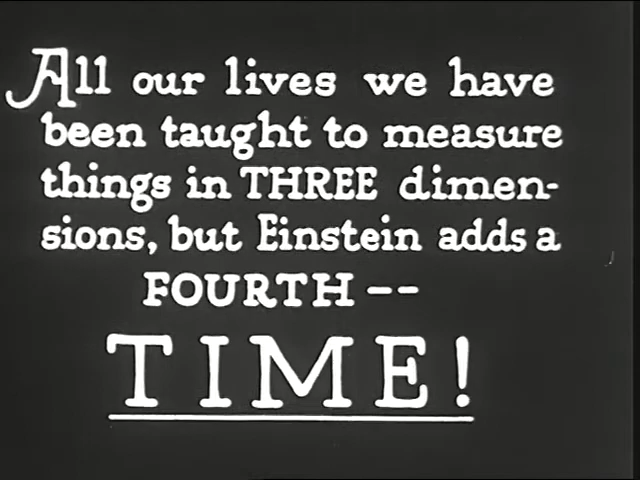 All our lives we have
been taught to measure
things in THREE dimen-
sions, but Einstein adds a
FOURTH --
TIME!